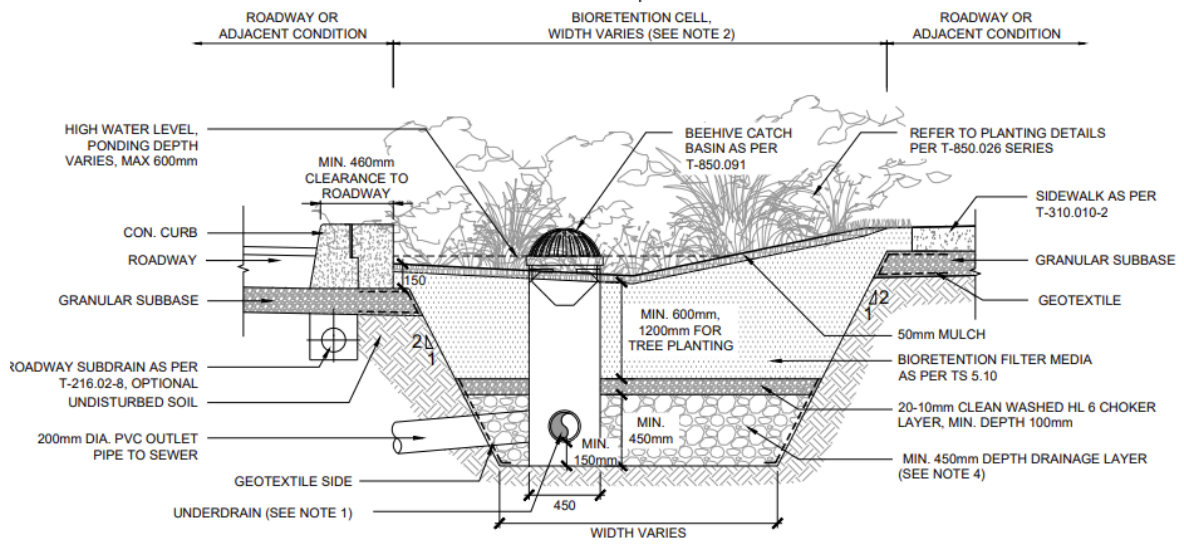 ROADWAY OR
ADJACENT CONDITION
BIORETENTION CELL,
WIDTH VARIES (SEE NOTE 2)
ROADWAY OR
ADJACENT CONDITION
HIGH WATER LEVEL,
PONDING DEPTH
VARIES, MAX 600mm
MIN. 460mm
CLEARANCE TO
ROADWAY
BEEHIVE CATCH
BASIN AS PER
T-850.091
REFER TO PLANTING DETAILS
PER T-850.026 SERIES
SIDEWALK AS PER
T-310.010-2
CON. CURB
ROADWAY
GRANULAR SUBBASE
150
GRANULAR SUBBASE
GEOTEXTILE
2
1
2
1
MIN. 600mm,
1200mm FOR
TREE PLANTING
50mm MULCH
BIORETENTION FILTER MEDIA
AS PER TS 5.10
ROADWAY SUBDRAIN AS PER
T-216.02-8, OPTIONAL
UNDISTURBED SOIL
20-10mm CLEAN WASHED HL 6 CHOKER
LAYER, MIN. DEPTH 100mm
200mm DIA. PVC OUTLET
PIPE TO SEWER
MIN.
450mm
MIN.
150mm
MIN. 450mm DEPTH DRAINAGE LAYER
(SEE NOTE 4)
GEOTEXTILE SIDE
450
UNDERDRAIN (SEE NOTE 1)
WIDTH VARIES